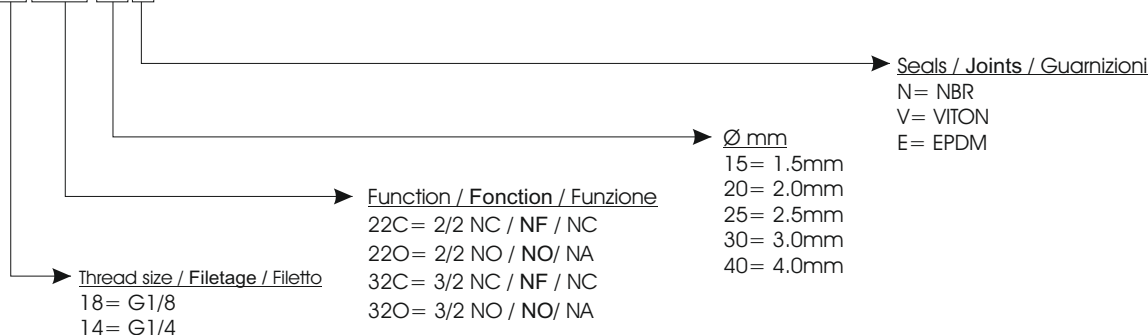 Seals / Joints / Guarnizioni
N= NBR
V= VITON
E= EPDM
Ø mm
15= 1.5mm
20= 2.0mm
25= 2.5mm
30= 3.0mm
40= 4.0mm
Function / Fonction / Funzione
22C= 2/2 NC / NF / NC
22O= 2/2 NO / NO/ NA
32C= 3/2 NC / NF / NC
32O= 3/2 NO / NO/ NA
Thread size / Filetage / Filetto
18= G1/8
14= G1/4